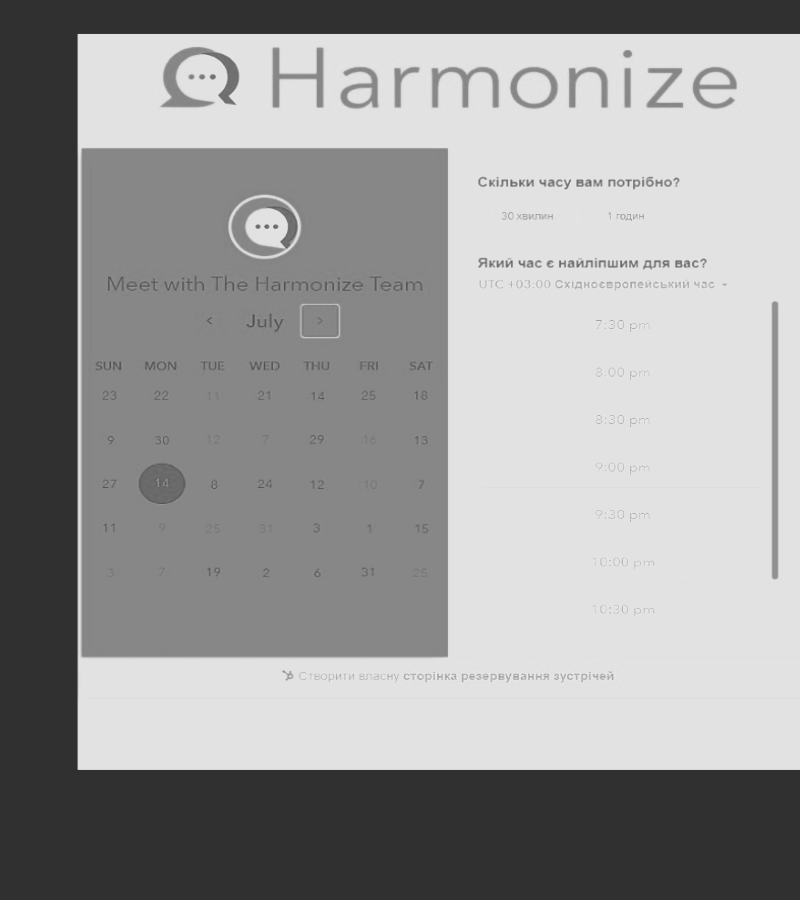 Harmonize
Meet with The Harmonize Team
< July >
SUN MON TUE WED THU FRI SAT
23 22 11 21 14 25 18
9 30 12 7 29 16 13
27 14 8 24 12 10 7
11 9 25 31 3 1 15
3 7 19 2 6 31 25
Скільки часу вам потрібно?
30 хвилин 1 годин
Який час є найліпшим для вас?
UTC +03:00 Східноєвропейський час
7:30 pm
8:00 pm
8:30 pm
9:00 pm
9:30 pm
10:00 pm
10:30 pm
Створити власну сторінка резервування зустрічей